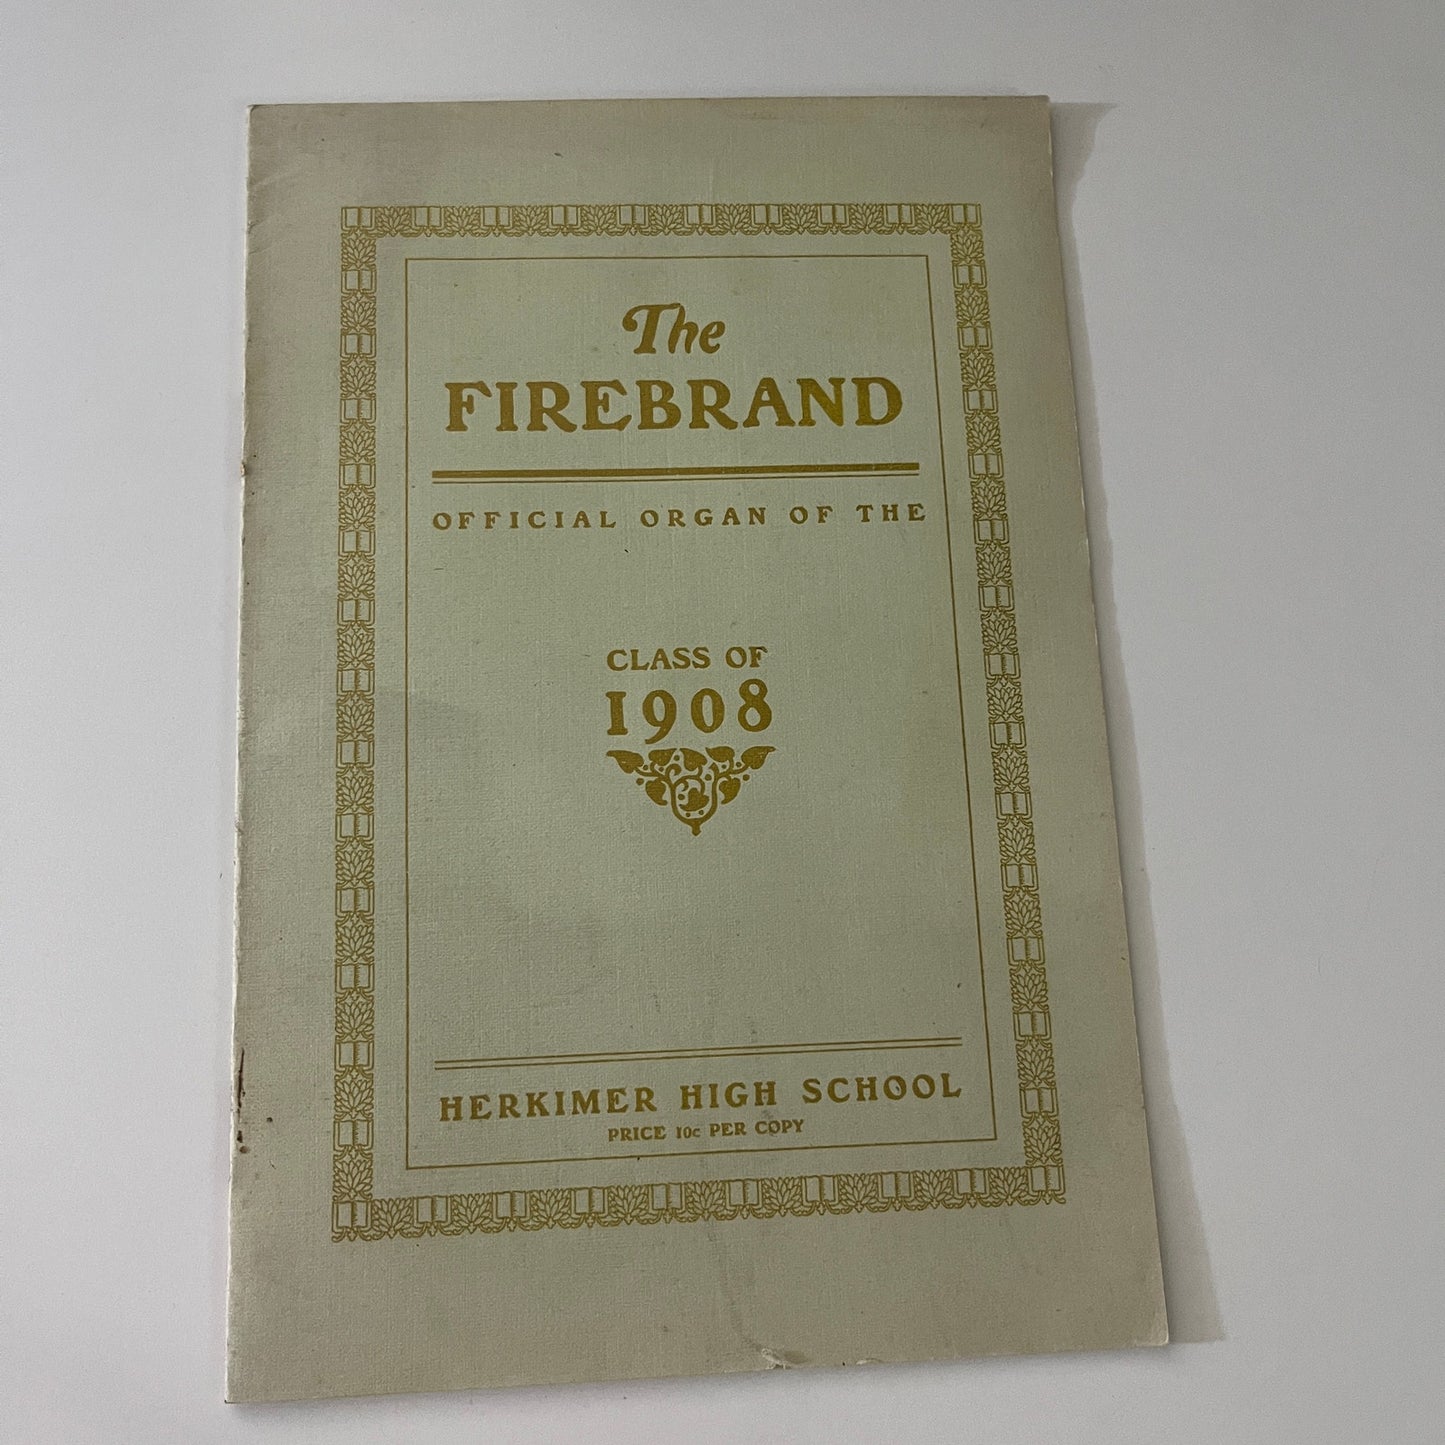 The
FIREBRAND
OFFICIAL ORGAN OF THE
CLASS OF
1908
HERKIMER HIGH SCHOOL
PRICE 10c PER COPY